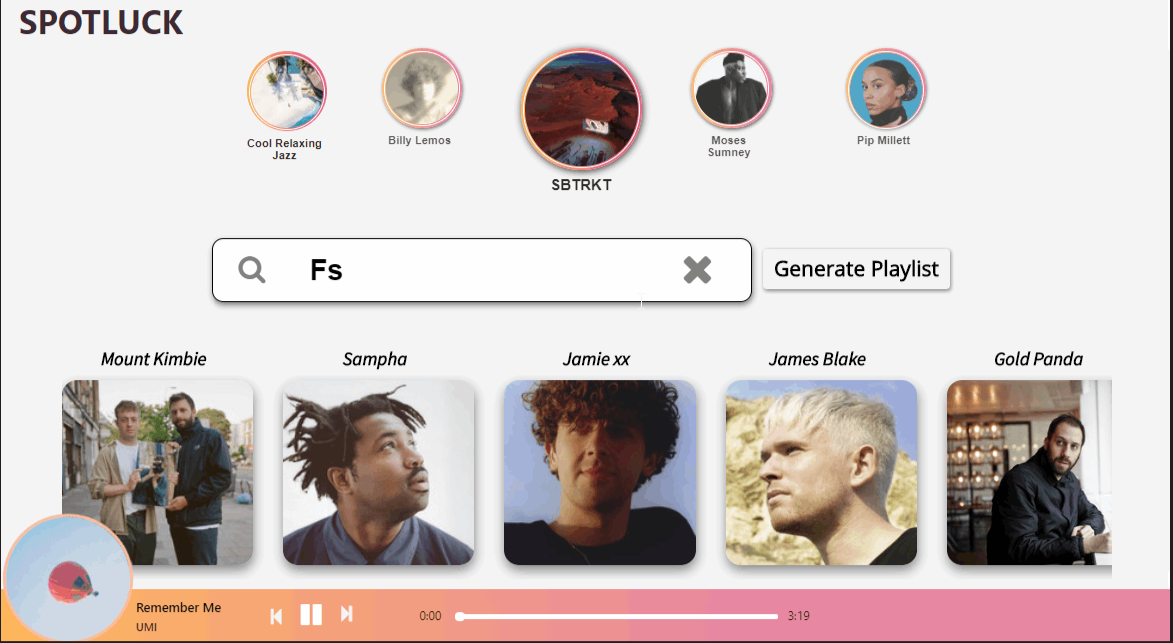 SPOTLUCK
Cool Relaxing
Jazz
Billy Lemos
SBTRKT
Moses
Sumney
Pip Millett
Fs
Generate Playlist
Mount Kimbie
Sampha
Jamie xx
James Blake
Gold Panda
Remember Me
UMI
0:00
3:19